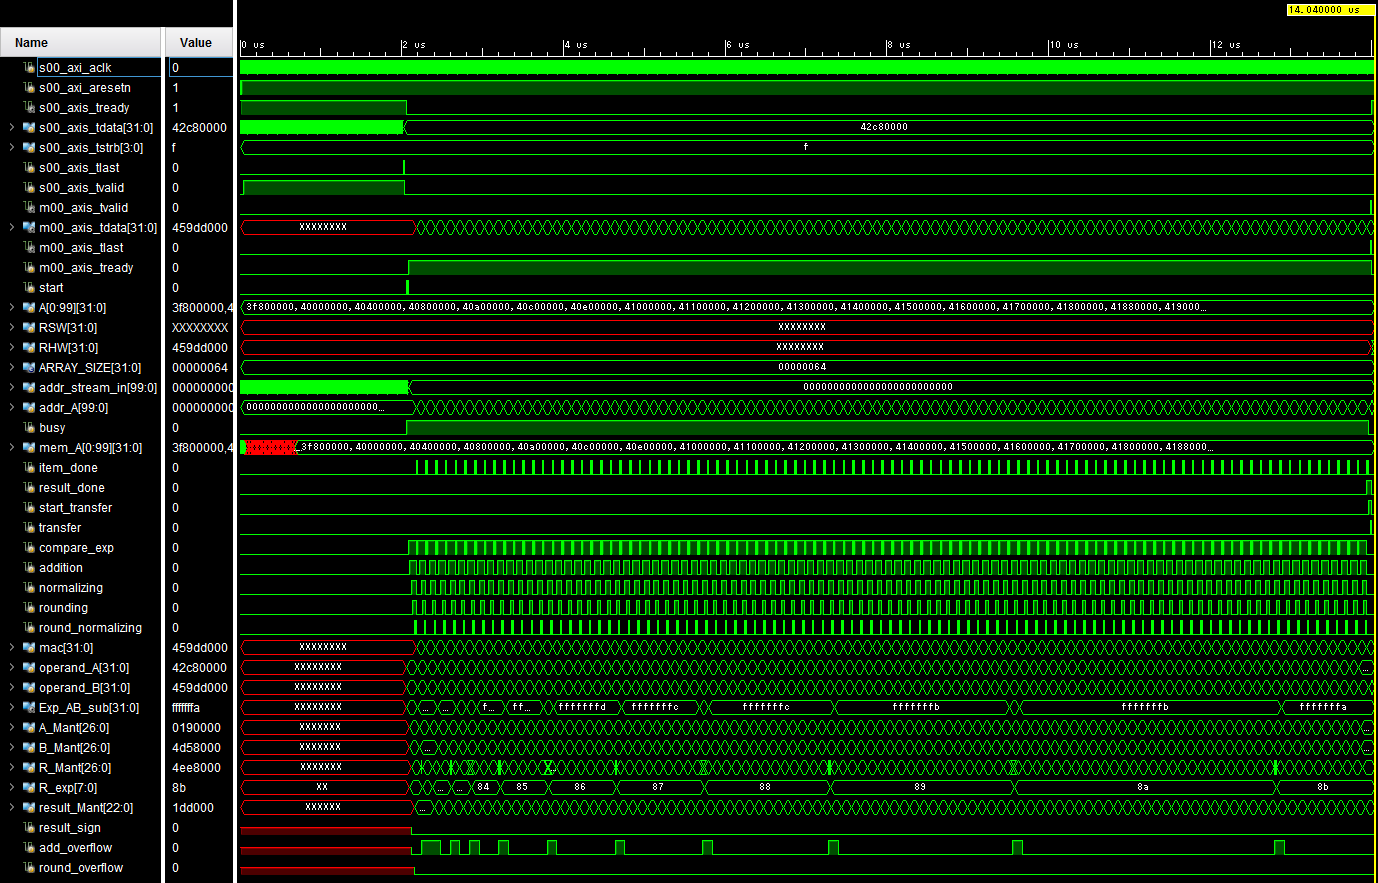 14.040000 us
Name Value 0 us 2 us 4 us 6 us 8 us 10 us 12 us
s00_axi_aclk 0
s00_axi_aresetn 1
s00_axis_tready 1
s00_axis_tdata[31:0] 42c80000 42c80000
s00_axis_tstrb[3:0] f f
s00_axis_tlast 0
s00_axis_tvalid 0
m00_axis_tvalid 0
m00_axis_tdata[31:0] 459dd000 XXXXXXXX
m00_axis_tlast 0
m00_axis_tready 0
start 0
A[0:99][31:0] 3f800000,4 3f800000,40000000,40400000,40800000,40a00000,40c00000,40e00000,41000000,41100000,41200000,41300000,41400000,41500000,41600000,41700000,41800000,41880000,419000...
RSW[31:0] XXXXXXXX XXXXXXXX
RHW[31:0] 459dd000 XXXXXXXX
ARRAY_SIZE[31:0] 00000064 00000064
addr_stream_in[99:0] 000000000 0000000000000000000000000
addr_A[99:0] 000000000 0000000000000000000000...
busy 0
mem_A[0:99][31:0] 3f800000,4 ...3f800000,40000000,40400000,40800000,40a00000,40c00000,40e00000,41000000,41100000,41200000,41300000,41400000,41500000,41600000,41700000,41800000,4188000...
item_done 0
result_done 0
start_transfer 0
transfer 0
compare_exp 0
addition 0
normalizing 0
rounding 0
round_normalizing 0
mac[31:0] 459dd000 XXXXXXXX
operand_A[31:0] 42c80000 XXXXXXXX ...
operand_B[31:0] 459dd000 XXXXXXXX
Exp_AB_sub[31:0] fffffffa XXXXXXXX ... ... f... ff... fffffffd fffffffc fffffffc fffffffb fffffffb fffffffa
A_Mant[26:0] 0190000 XXXXXXX ...
B_Mant[26:0] 4d58000 XXXXXXX ... ...
R_Mant[26:0] 4ee8000 XXXXXXX
R_exp[7:0] 8b XX ... ... 84 85 86 87 88 89 8a 8b
result_Mant[22:0] 1dd000 XXXXXX ...
result_sign 0
add_overflow 0
round_overflow 0